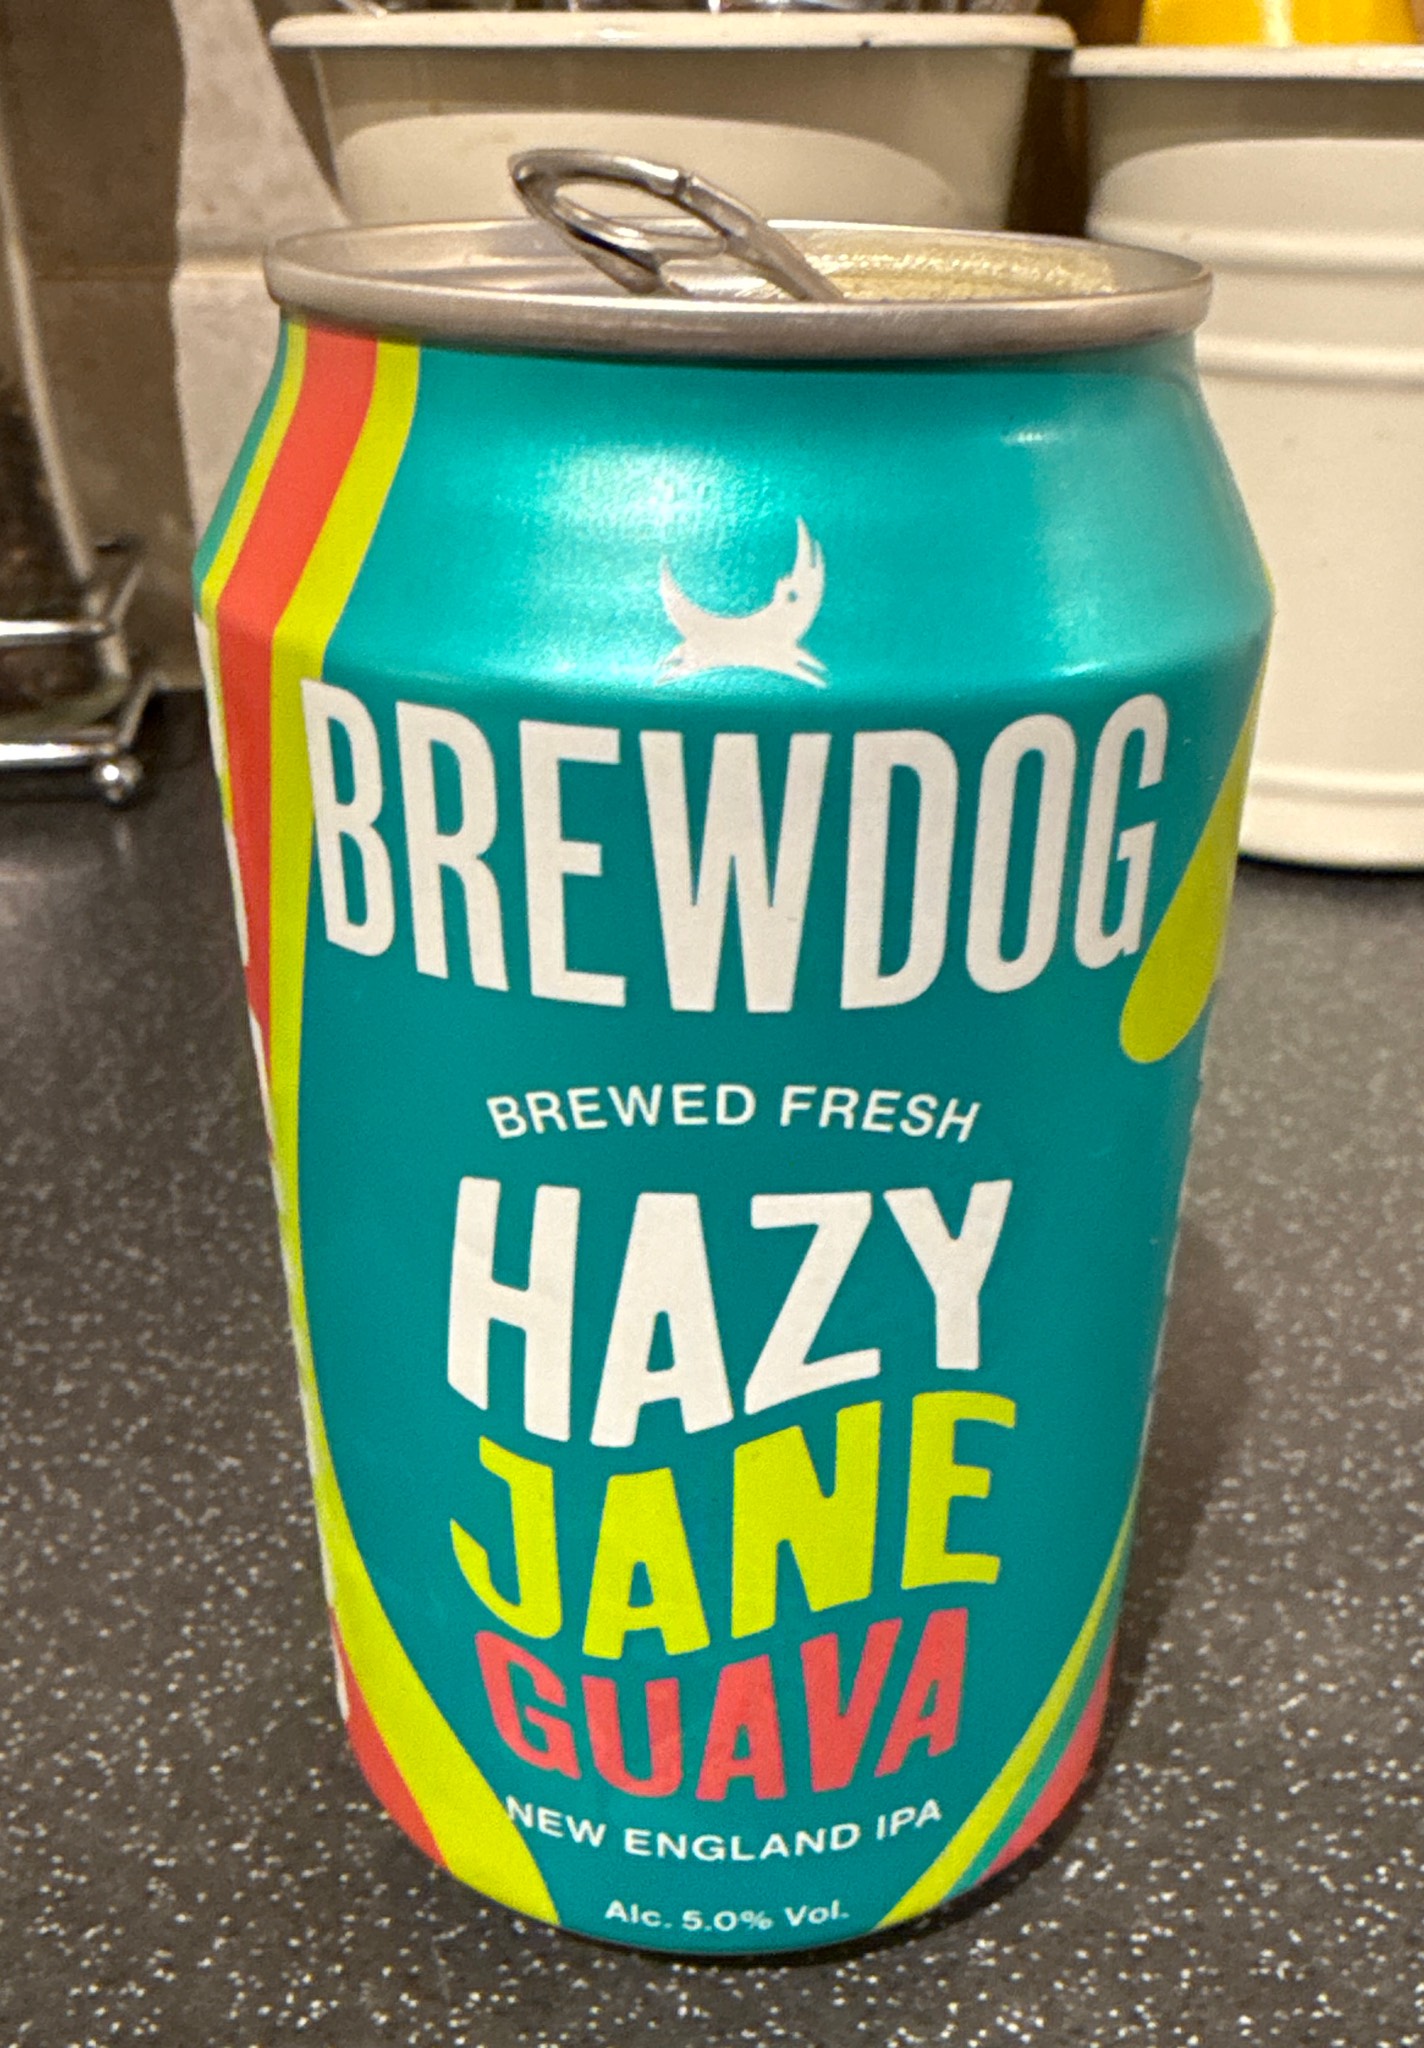 BREWDOG
BREWED FRESH
HAZY
JANE
GUAVA
NEW ENGLAND IPA
Alc. 5.0% Vol.